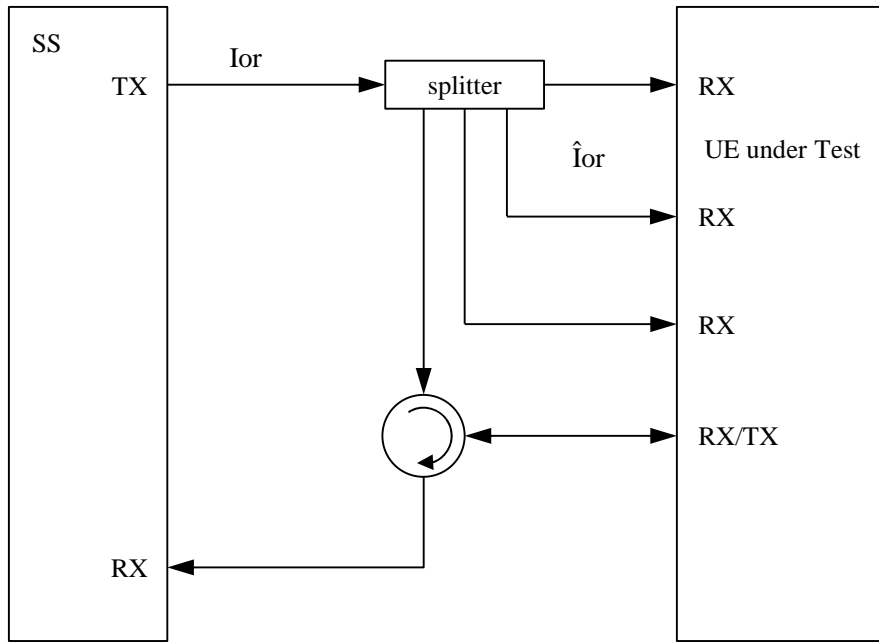 SS
Ior
TX
splitter
RX
UE under Test
Îor
RX
RX
RX/TX
RX